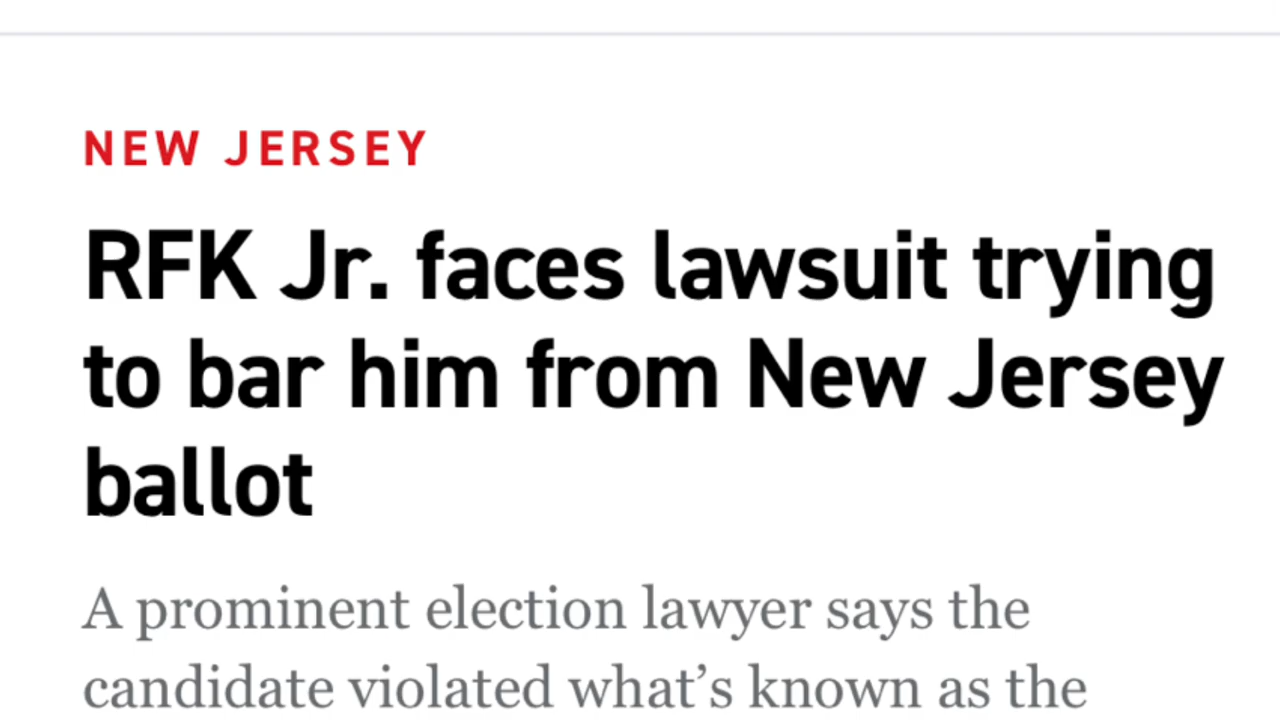 NEW JERSEY
RFK Jr. faces lawsuit trying
to bar him from New Jersey
ballot
A prominent election lawyer says the
candidate violated what’s known as the